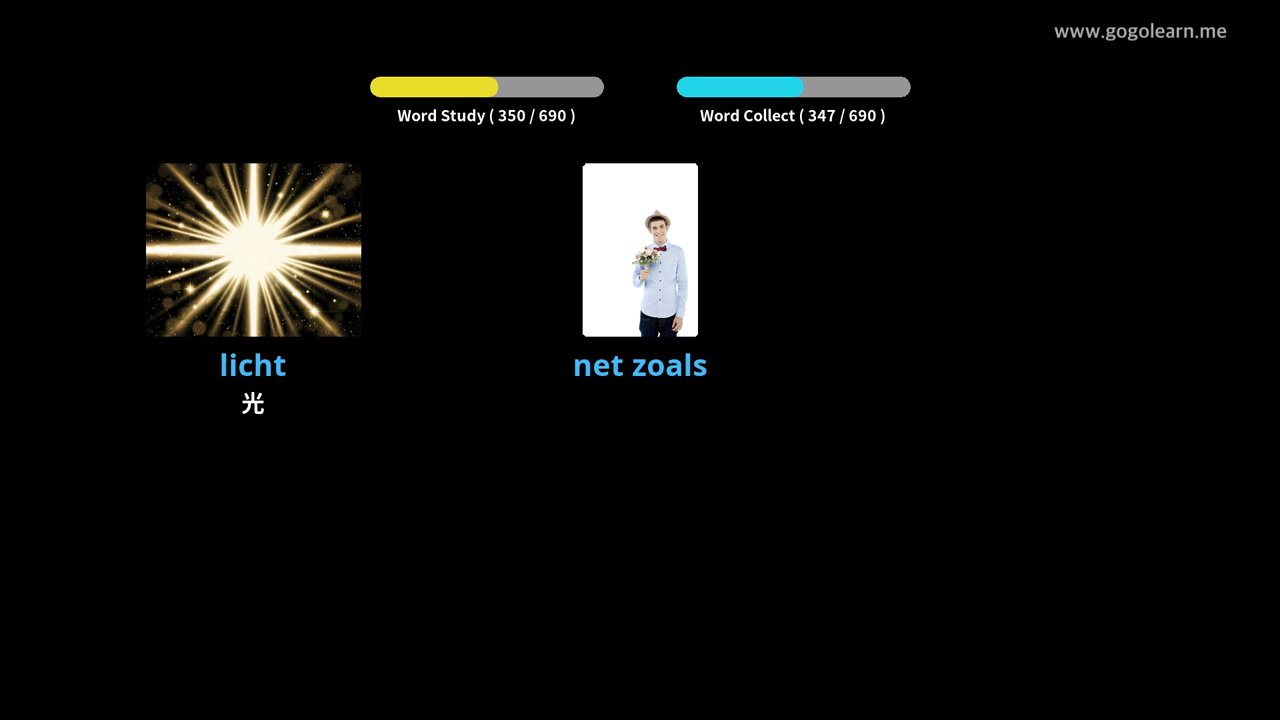 www.gogolearn.me
Word Study ( 350 / 690 )
Word Collect ( 347 / 690 )
licht
光
net zoals